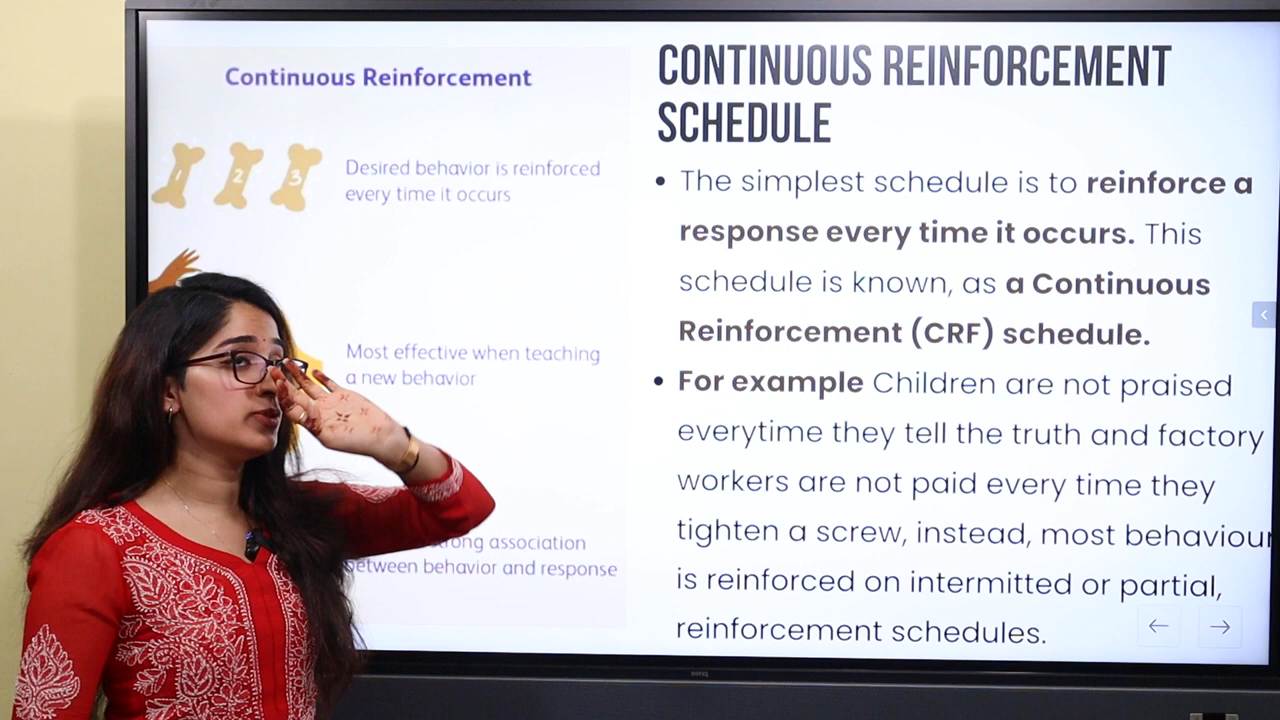 Continuous Reinforcement
1 2 3
Desired behavior is reinforced
every time it occurs
Most effective when teaching
a new behavior
strong association
between behavior and response
CONTINUOUS REINFORCEMENT
SCHEDULE
• The simplest schedule is to reinforce a
response every time it occurs. This
schedule is known, as a Continuous
Reinforcement (CRF) schedule.
• For example Children are not praised
everytime they tell the truth and factory
workers are not paid every time they
tighten a screw, instead, most behaviour
is reinforced on intermitted or partial,
reinforcement schedules.